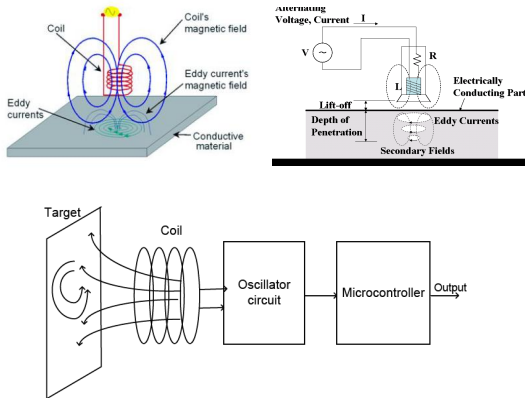 Coil's
magnetic field
Coil
Eddy current's
magnetic field
Eddy
currents
Conductive
material
Alternating
Voltage, Current
I
V
R
L
Electrically
Conducting Part
Lift-off
Depth of
Penetration
Eddy Currents
Secondary Fields
Target
Coil
Oscillator
circuit
Microcontroller
Output